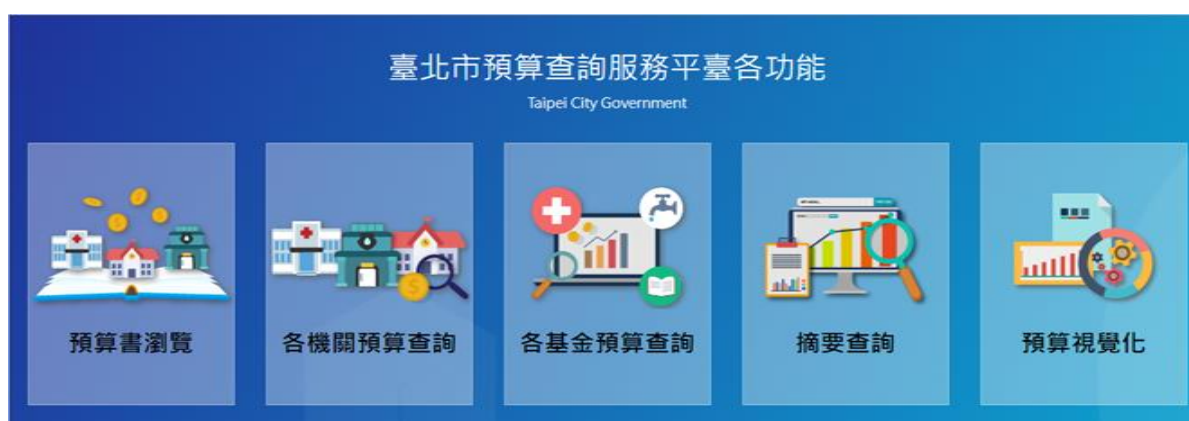 臺北市預算查詢服務平臺各功能
Taipei City Government
預算書瀏覽
各機關預算查詢
各基金預算查詢
摘要查詢
預算視覺化